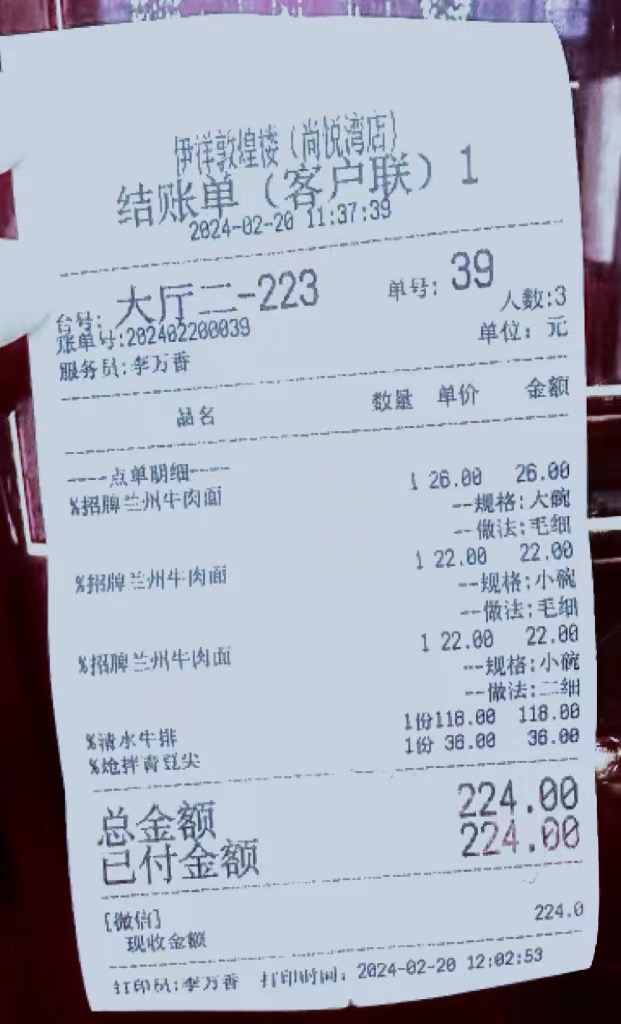 伊祥敦煌楼（尚悦湾店）
结账单（客户联）1
2024-02-20 11:37:39
台号: 大厅二-223 单号: 39
账单号:202402200039 人数:3
服务员:李万香 单位: 元
品名 数量 单价 金额
----点单明细----
%招牌兰州牛肉面 1 26.00 26.00
--规格:大碗
--做法:毛细
%招牌兰州牛肉面 1 22.00 22.00
--规格:小碗
--做法:毛细
%招牌兰州牛肉面 1 22.00 22.00
--规格:小碗
--做法:二细
%清水牛排 1份118.00 118.00
%炝拌青豆尖 1份 36.00 36.00
总金额 224.00
已付金额 224.00
[微信]
现收金额 224.0
打印员:李万香 打印时间: 2024-02-20 12:02:53